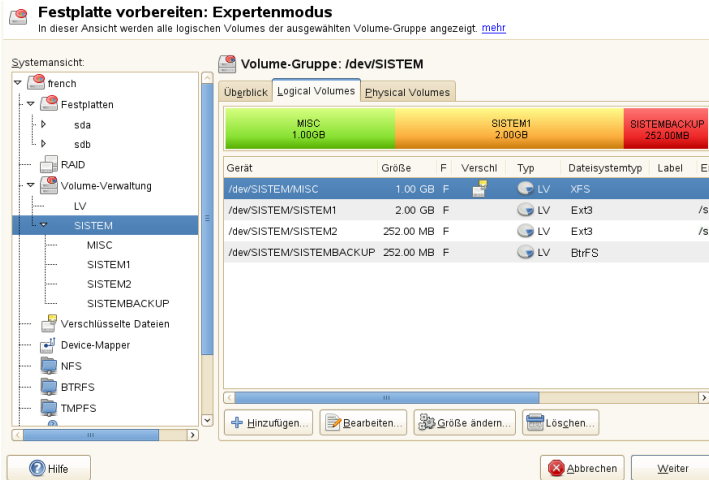 Festplatte vorbereiten: Expertenmodus
In dieser Ansicht werden alle logischen Volumes der ausgewählten Volume-Gruppe angezeigt. mehr
Systemansicht:
french
Festplatten
sda
sdb
RAID
Volume-Verwaltung
LV
SISTEM
MISC
SISTEM1
SISTEM2
SISTEMBACKUP
Verschlüsselte Dateien
Device-Mapper
NFS
BTRFS
TMPFS
Volume-Gruppe: /dev/SISTEM
Überblick Logical Volumes Physical Volumes
MISC SISTEM1 SISTEMBACKUP
1.00GB 2.00GB 252.00MB
Gerät Größe F Verschl Typ Dateisystemtyp Label
/dev/SISTEM/MISC 1.00 GB F LV XFS
/dev/SISTEM/SISTEM1 2.00 GB F LV Ext3 /s
/dev/SISTEM/SISTEM2 252.00 MB F LV Ext3 /s
/dev/SISTEM/SISTEMBACKUP 252.00 MB F LV BtrFS
Hinzufügen... Bearbeiten... Größe ändern... Löschen...
Hilfe Abbrechen Weiter